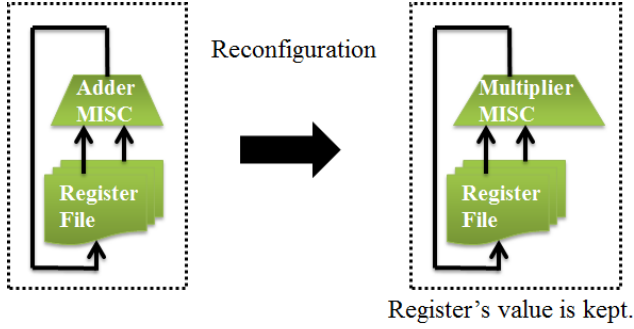 Reconfiguration
Adder
MISC
Register
File
Multiplier
MISC
Register
File
Register's value is kept.